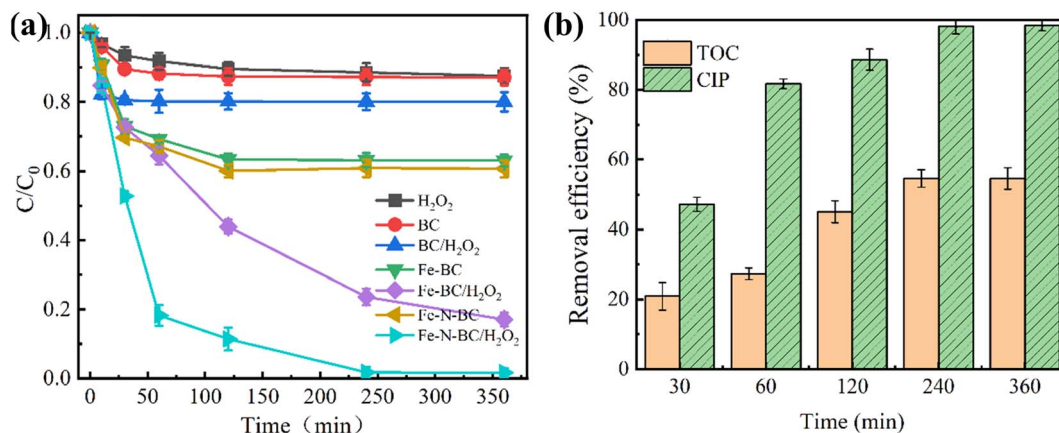 (a)
1.0
0.8
0.6
0.4
0.2
0.0
C/C₀
H₂O₂
BC
BC/H₂O₂
Fe-BC
Fe-BC/H₂O₂
Fe-N-BC
Fe-N-BC/H₂O₂
0 50 100 150 200 250 300 350
Time（min）
(b)
100
80
60
40
20
0
Removal efficiency (%)
TOC
CIP
30 60 120 240 360
Time (min)